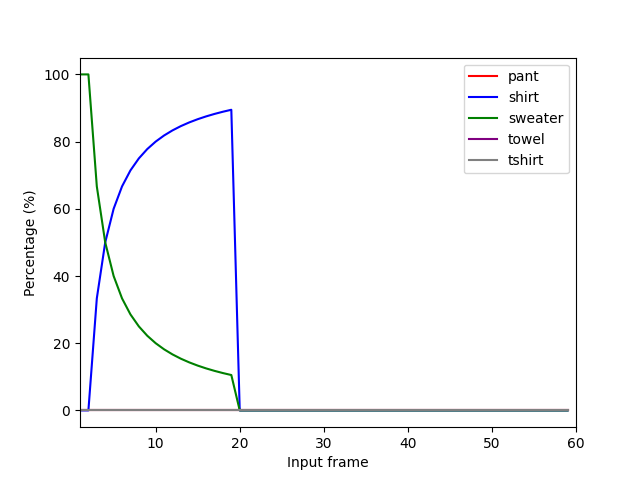 100
80
60
40
20
0
Percentage (%)
10 20 30 40 50 60
Input frame
pant
shirt
sweater
towel
tshirt